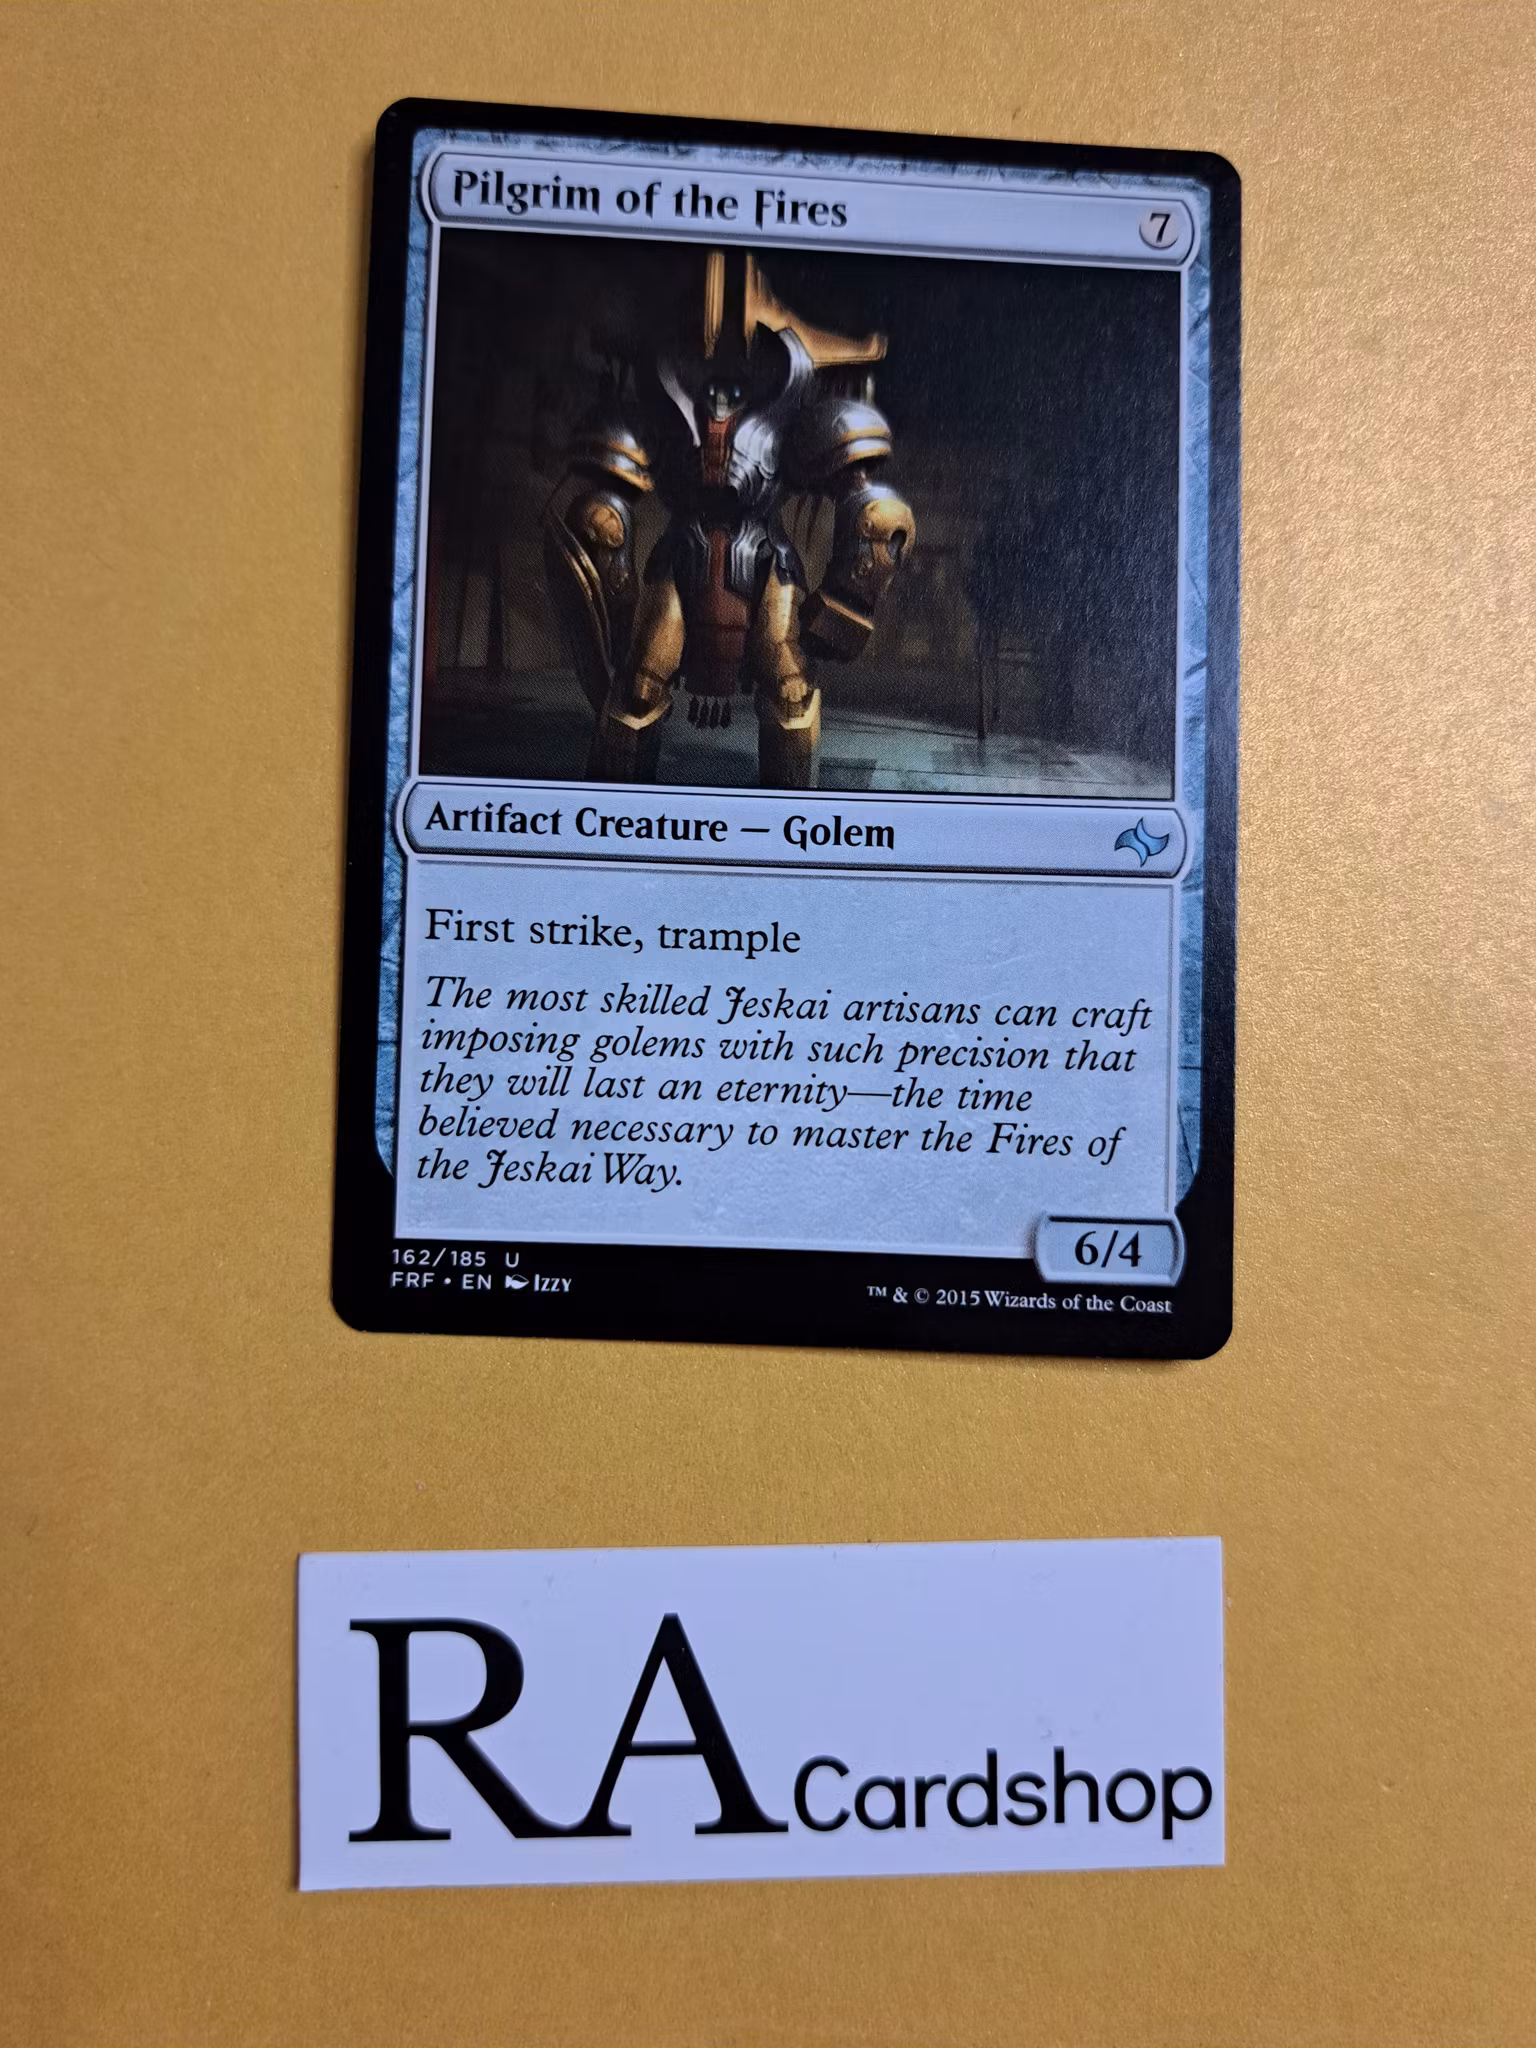 Pilgrim of the Fires 7
Artifact Creature — Golem
First strike, trample
The most skilled Jeskai artisans can craft
imposing golems with such precision that
they will last an eternity—the time
believed necessary to master the Fires of
the Jeskai Way.
6/4
162/185 U
FRF • EN Izzy
™ & © 2015 Wizards of the Coast
RA Cardshop